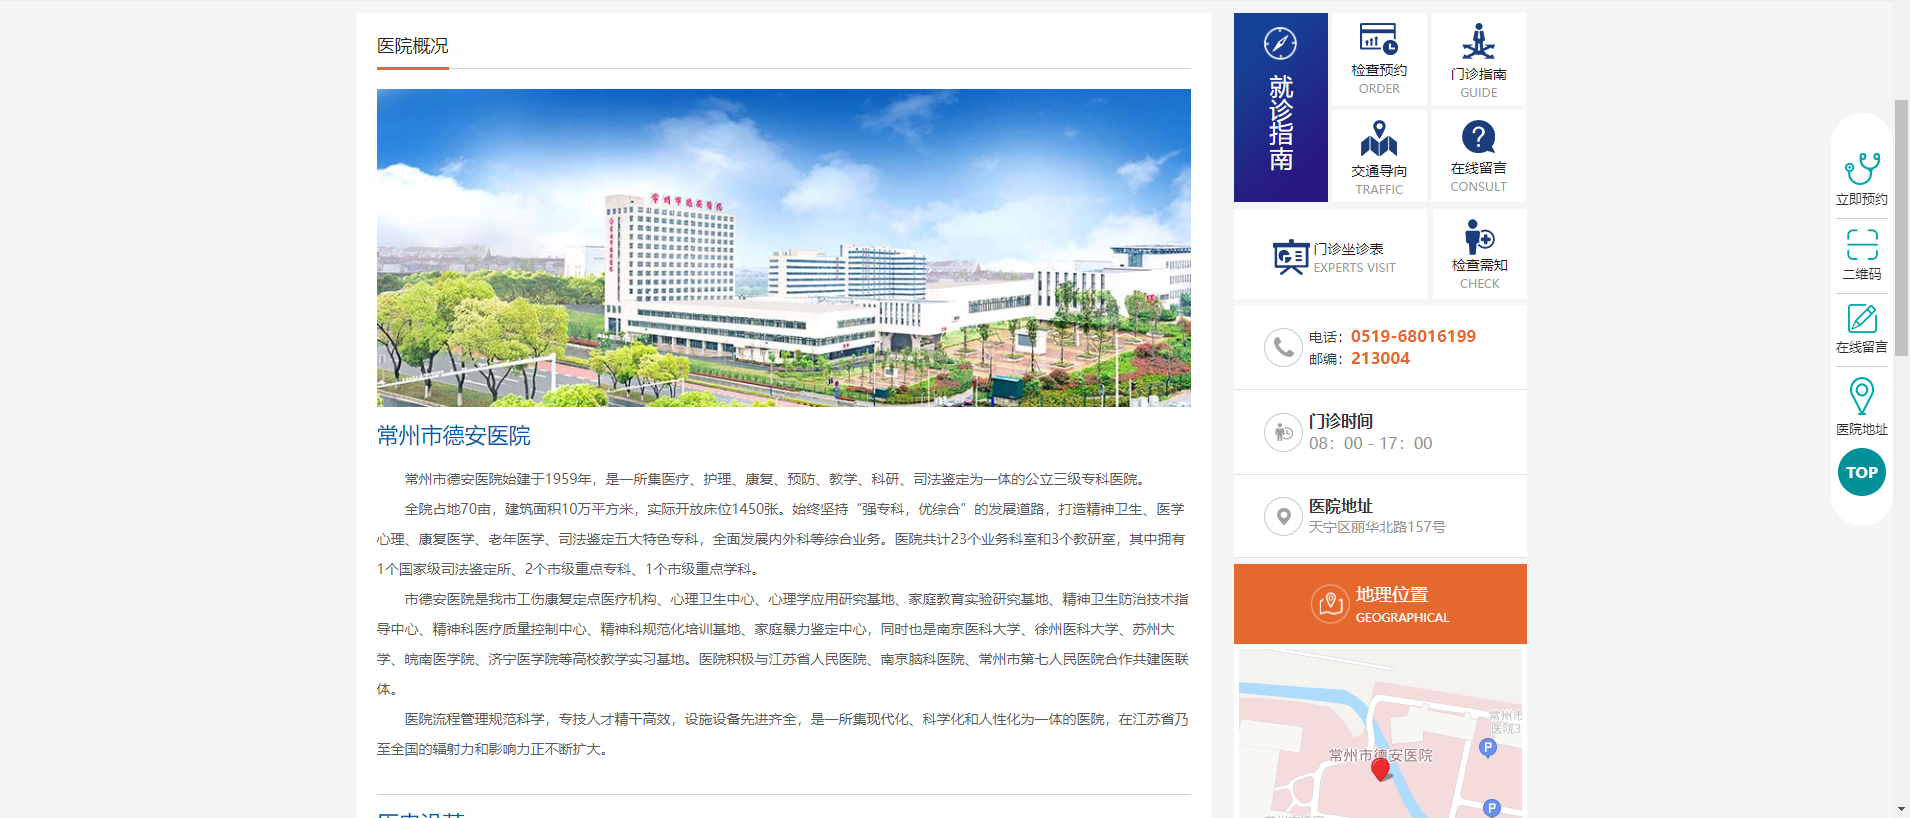 医院概况
常州市德安医院
常州市德安医院
常州市德安医院始建于1959年，是一所集医疗、护理、康复、预防、教学、科研、司法鉴定为一体的公立三级专科医院。
全院占地70亩，建筑面积10万平方米，实际开放床位1450张。始终坚持“强专科，优综合”的发展道路，打造精神卫生、医学
心理、康复医学、老年医学、司法鉴定五大特色专科，全面发展内外科等综合业务。医院共计23个业务科室和3个教研室，其中拥有
1个国家级司法鉴定所、2个市级重点专科、1个市级重点学科。
市德安医院是我市工伤康复定点医疗机构、心理卫生中心、心理学应用研究基地、家庭教育实验研究基地、精神卫生防治技术指
导中心、精神科医疗质量控制中心、精神科规范化培训基地、家庭暴力鉴定中心，同时也是南京医科大学、徐州医科大学、苏州大
学、皖南医学院、济宁医学院等高校教学实习基地。医院积极与江苏省人民医院、南京脑科医院、常州市第七人民医院合作共建医联
体。
医院流程管理规范科学，专技人才精干高效，设施设备先进齐全，是一所集现代化、科学化和人性化为一体的医院，在江苏省乃
至全国的辐射力和影响力正不断扩大。
就诊指南
检查预约
ORDER
门诊指南
GUIDE
交通导向
TRAFFIC
在线留言
CONSULT
门诊坐诊表
EXPERTS VISIT
检查需知
CHECK
电话：0519-68016199
邮编：213004
门诊时间
08：00 - 17：00
医院地址
天宁区丽华北路157号
地理位置
GEOGRAPHICAL
常州市
医院3
P
常州市德安医院
P
立即预约
二维码
在线留言
医院地址
TOP